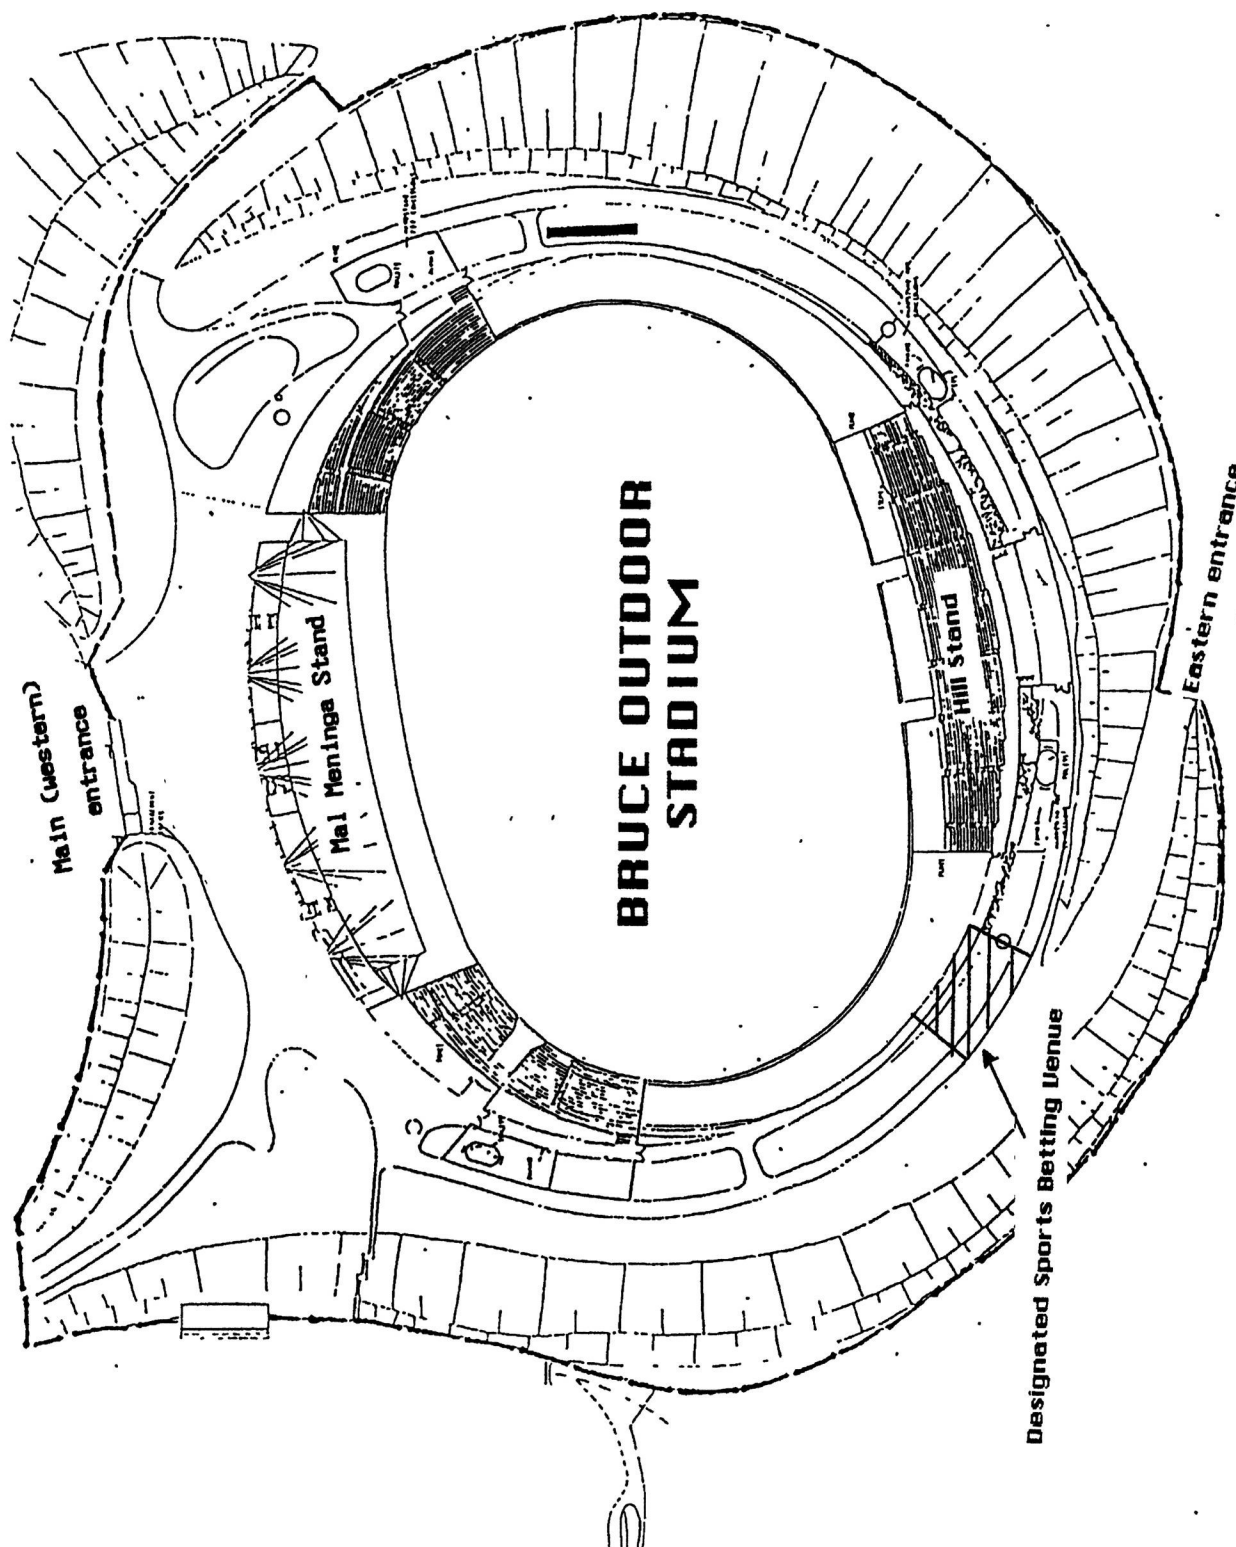 Main (western)
entrance
Mal Meninga Stand
BRUCE OUTDOOR
STADIUM
Hill Stand
Eastern entrance
Designated Sports Betting Venue